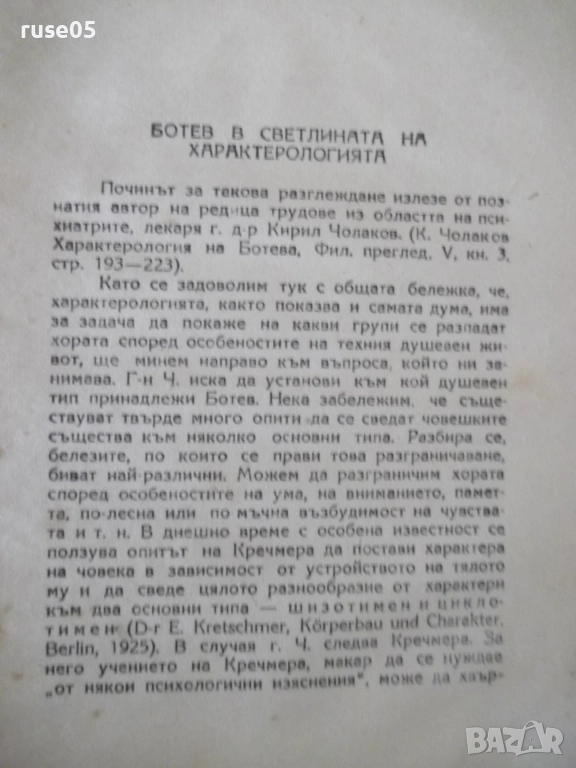 ruse05
БОТЕВ В СВЕТЛИНАТА НА
ХАРАКТЕРОЛОГИЯТА
Починът за такова разглеждане излезе от поз-
натия автор на редица трудове из областта на пси-
хиатрите, лекаря г. д-р Кирил Чолаков. (К. Чолаков
Характерология на Ботева, Фил. преглед, V, кн. 3,
стр. 193—223).
Като се задоволим тук с общата бележка, че,
характерологията, както показва и самата дума, има
за задача да покаже на какви групи се разпадат
хората според особеностите на техния душевен жи-
вот, ще минем направо към въпроса, който ни за-
нимава. Г-н Ч. иска да установи към кой душевен
тип принадлежи Ботев. Нека забележим, че съще-
ствуват твърде много опити да се сведат човешките
същества към няколко основни типа. Разбира се,
белезите, по които се прави това разграничаване,
биват най-различни. Можем да разграничим хората
според особеностите на ума, на вниманието, паме-
тта, по-лесна или по мъчна възбудимост на чувства-
та и т. н. В днешно време с особена известност се
ползува опитът на Кречмера да постави характера
на човека в зависимост от устройството на тялото
му и да сведе цялото разнообразие от характери
към два основни типа — шизотимен и цикло-
тимен (D-r E. Kretschmer, Körperbau und Charakter,
Berlin, 1925). В случая г. Ч. следва Кречмера. За
него учението на Кречмера, макар да се нуждае
„от някои психологични изяснения", може да хвър-
BAZAR